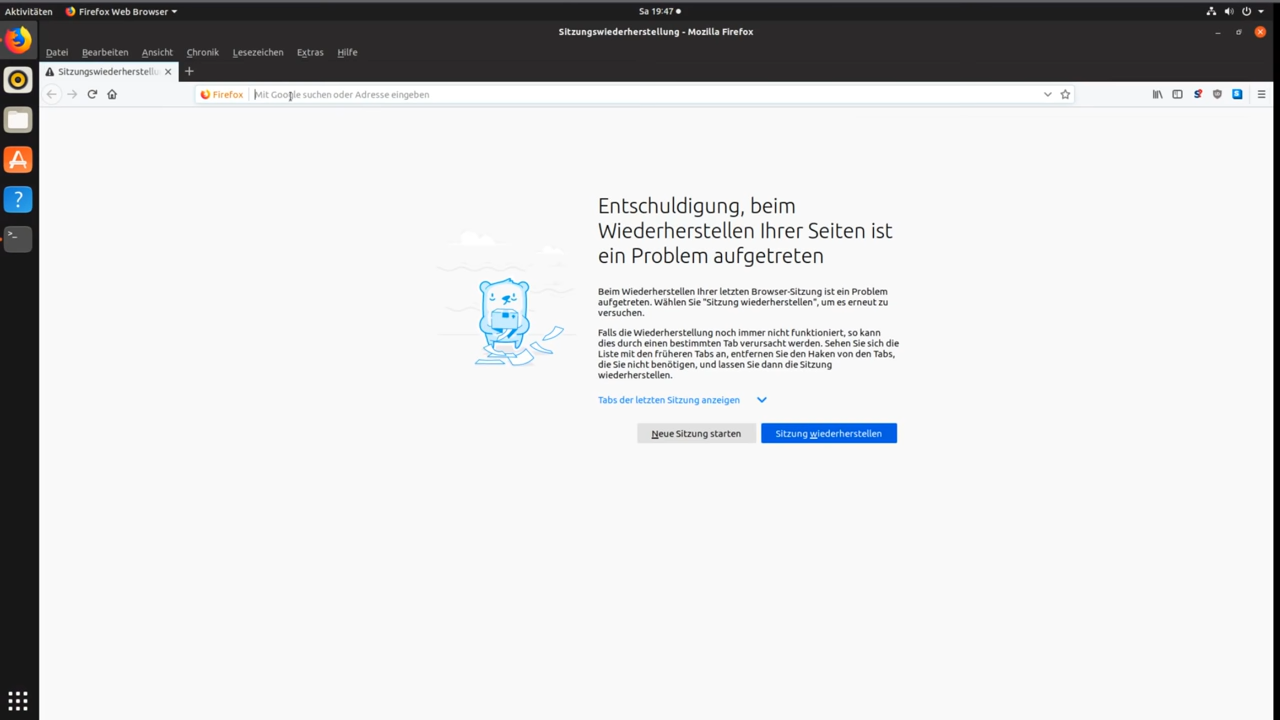 Aktivitäten
Firefox Web Browser
Sa 19:47
Sitzungswiederherstellung - Mozilla Firefox
Datei Bearbeiten Ansicht Chronik Lesezeichen Extras Hilfe
Sitzungswiederherstellu
Firefox
Mit Google suchen oder Adresse eingeben
Entschuldigung, beim
Wiederherstellen Ihrer Seiten ist
ein Problem aufgetreten
Beim Wiederherstellen Ihrer letzten Browser-Sitzung ist ein Problem
aufgetreten. Wählen Sie "Sitzung wiederherstellen", um es erneut zu
versuchen.
Falls die Wiederherstellung noch immer nicht funktioniert, so kann
dies durch einen bestimmten Tab verursacht werden. Sehen Sie sich die
Liste mit den früheren Tabs an, entfernen Sie den Haken von den Tabs,
die Sie nicht benötigen, und lassen Sie dann die Sitzung
wiederherstellen.
Tabs der letzten Sitzung anzeigen
Neue Sitzung starten
Sitzung wiederherstellen